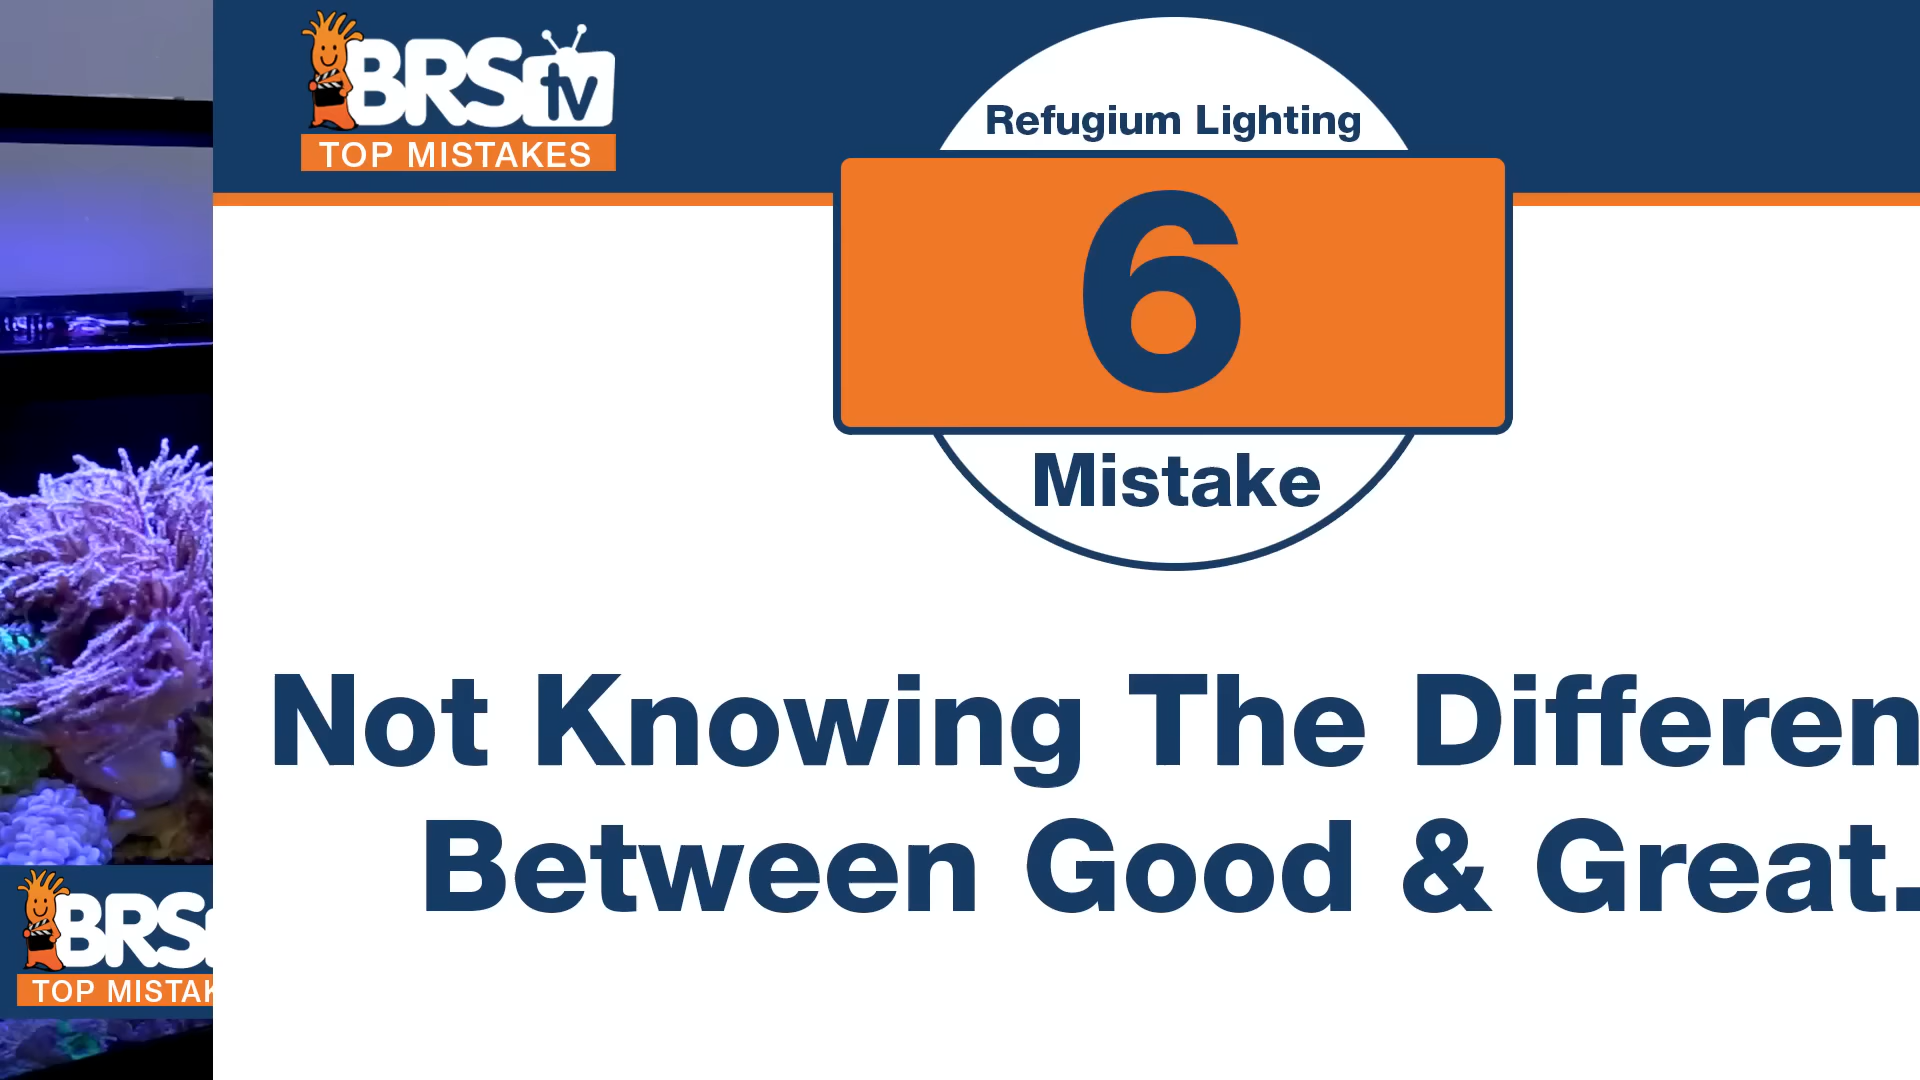 BRStv
TOP MISTAKES
Refugium Lighting
6
Mistake
Not Knowing The Differen
Between Good & Great.
BRS
TOP MISTAK